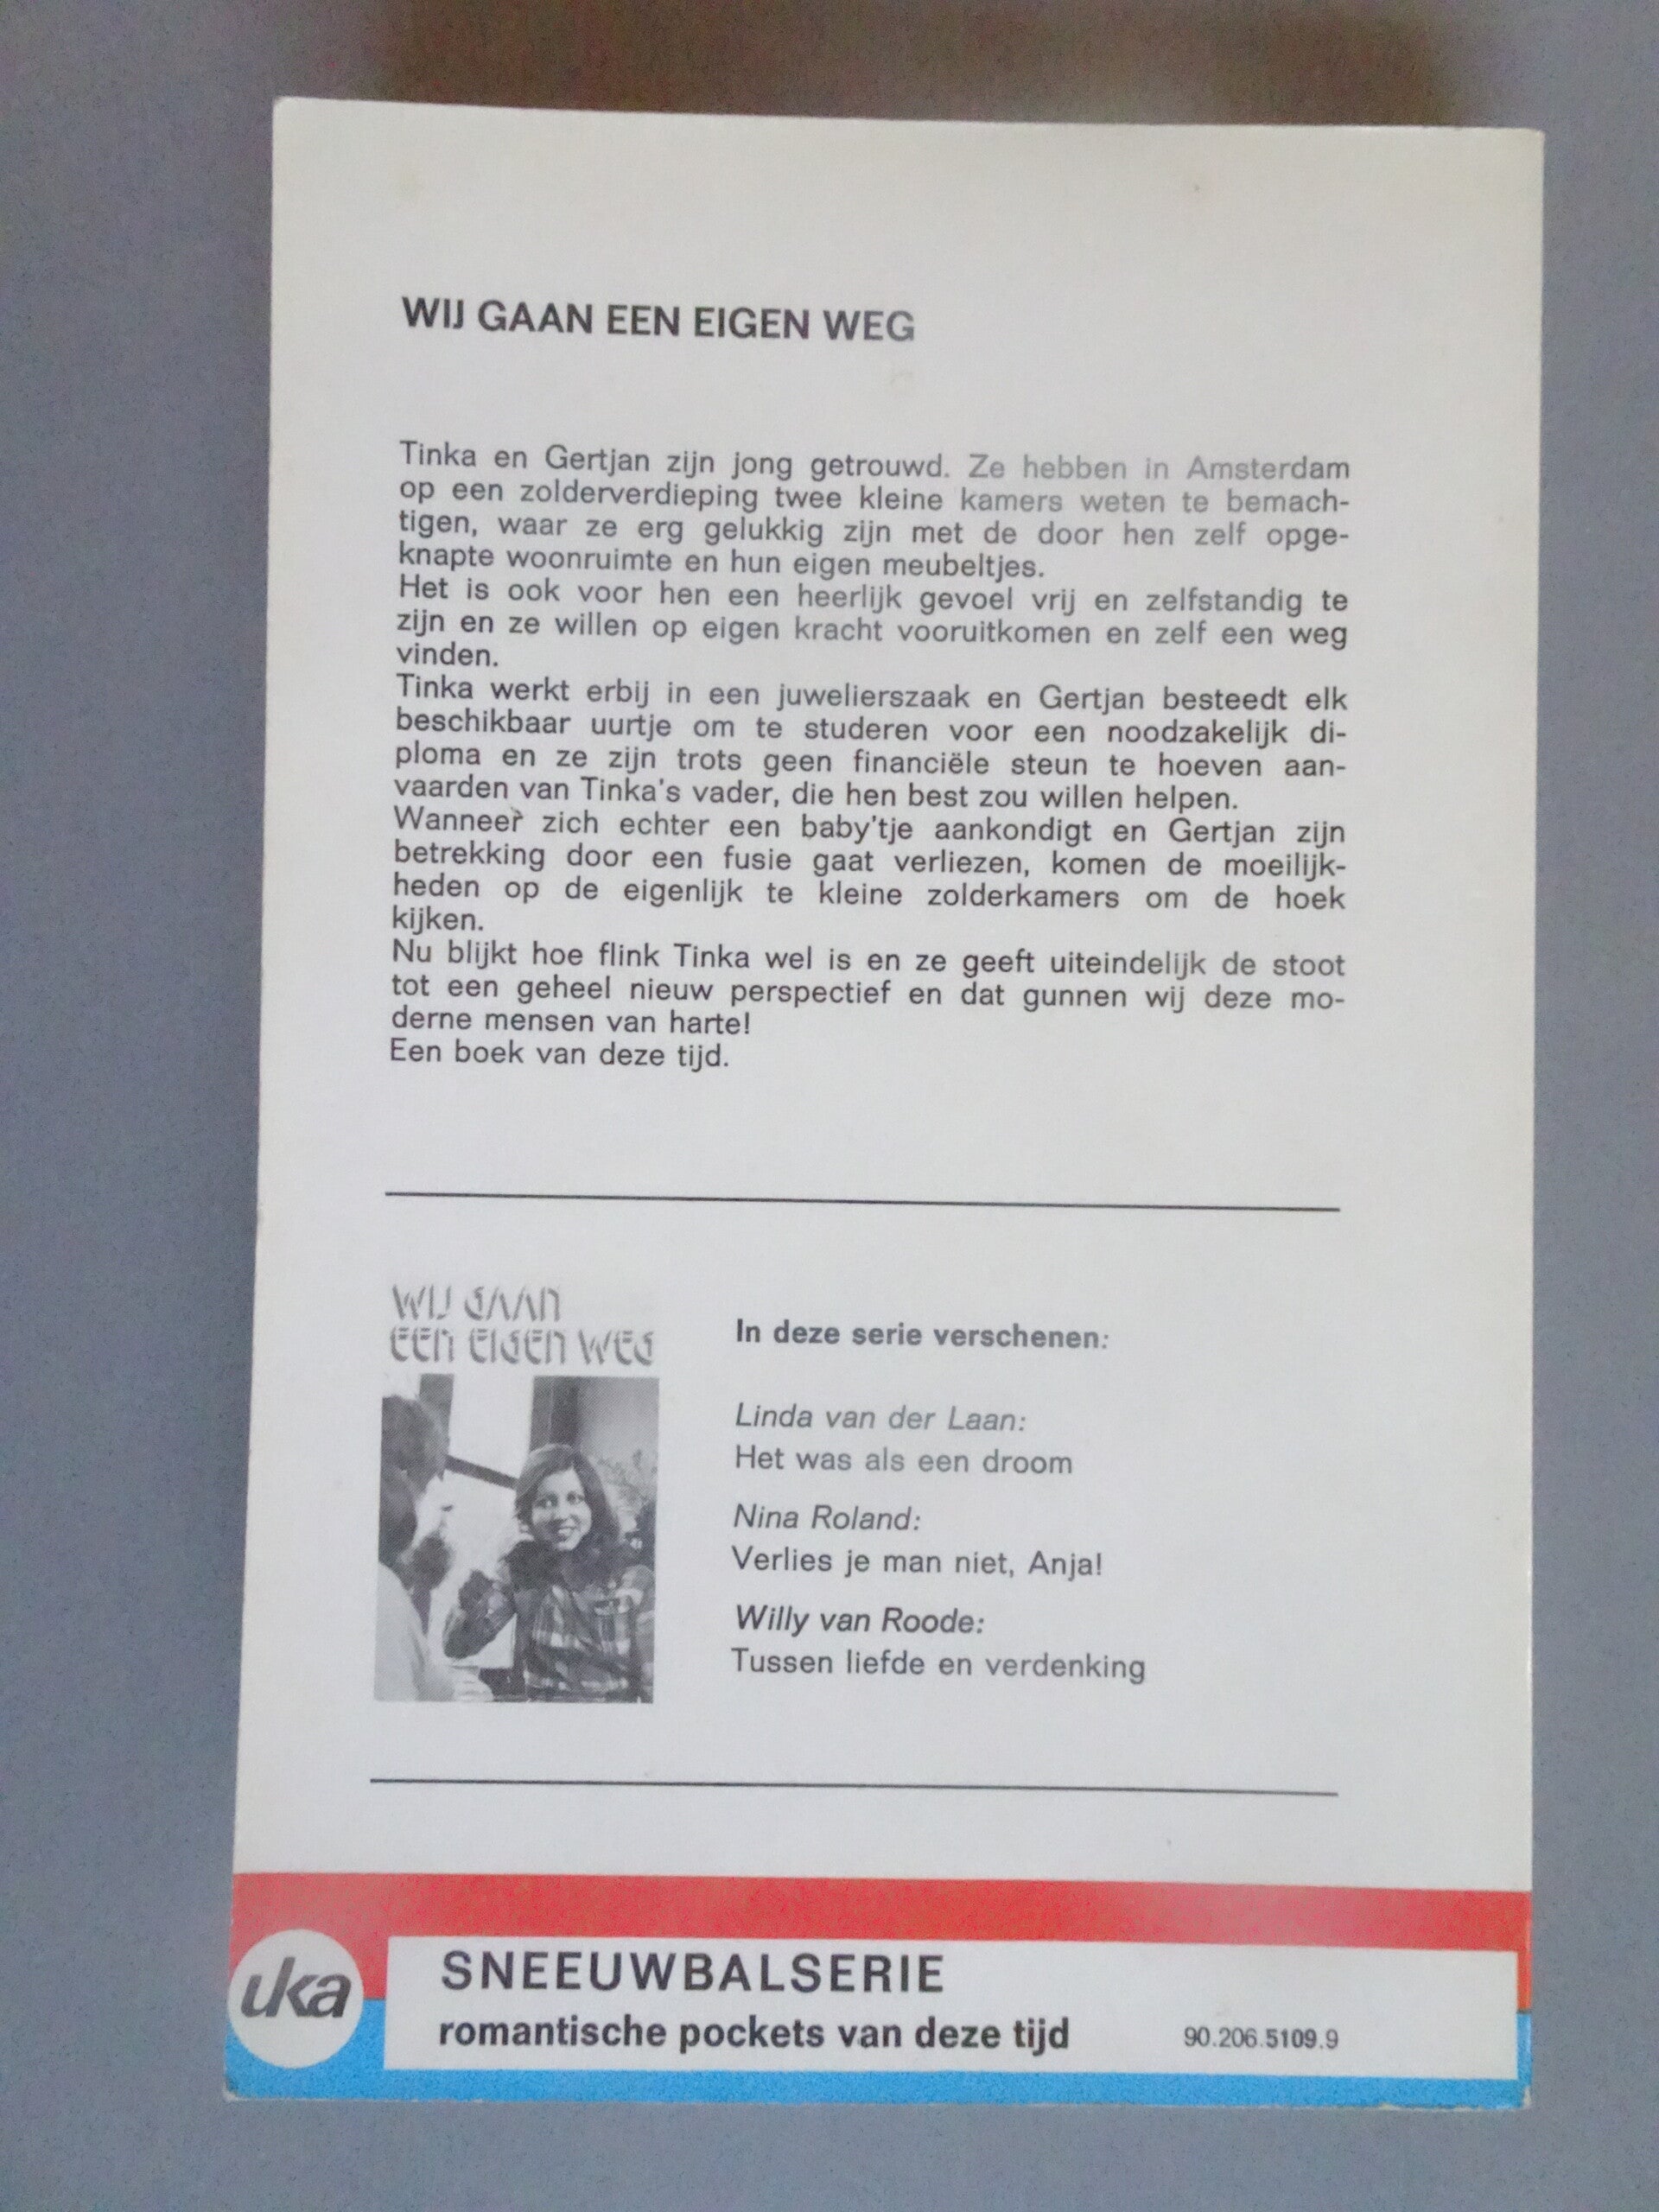 WIJ GAAN EEN EIGEN WEG
Tinka en Gertjan zijn jong getrouwd. Ze hebben in Amsterdam
op een zolderverdieping twee kleine kamers weten te bemach-
tigen, waar ze erg gelukkig zijn met de door hen zelf opge-
knapte woonruimte en hun eigen meubeltjes.
Het is ook voor hen een heerlijk gevoel vrij en zelfstandig te
zijn en ze willen op eigen kracht vooruitkomen en zelf een weg
vinden.
Tinka werkt erbij in een juwelierszaak en Gertjan besteedt elk
beschikbaar uurtje om te studeren voor een noodzakelijk di-
ploma en ze zijn trots geen financiële steun te hoeven aan-
vaarden van Tinka's vader, die hen best zou willen helpen.
Wanneer zich echter een baby'tje aankondigt en Gertjan zijn
betrekking door een fusie gaat verliezen, komen de moeilijk-
heden op de eigenlijk te kleine zolderkamers om de hoek
kijken.
Nu blijkt hoe flink Tinka wel is en ze geeft uiteindelijk de stoot
tot een geheel nieuw perspectief en dat gunnen wij deze mo-
derne mensen van harte!
Een boek van deze tijd.
WIJ GAAN
EEN EIGEN WEG
In deze serie verschenen:
Linda van der Laan:
Het was als een droom
Nina Roland:
Verlies je man niet, Anja!
Willy van Roode:
Tussen liefde en verdenking
uka
SNEEUWBALSERIE
romantische pockets van deze tijd
90.206.5109.9